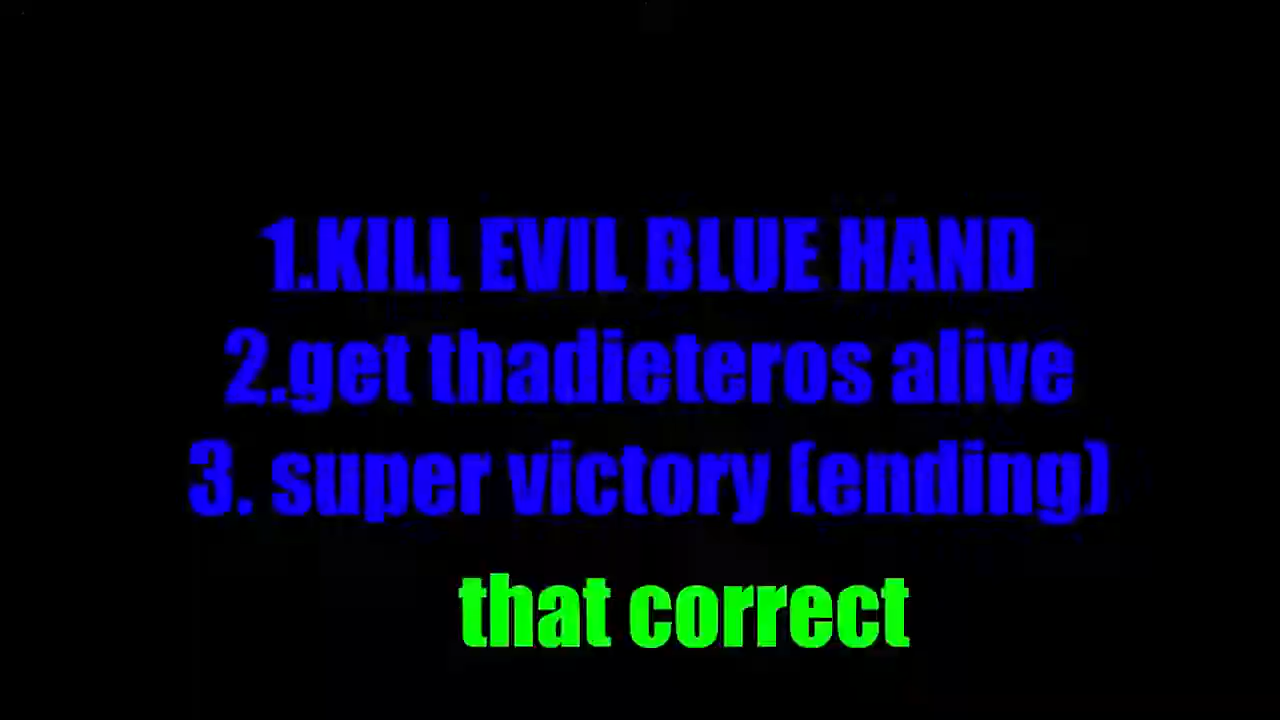 1.KILL EVIL BLUE HAND
2.get thadieteros alive
3. super victory (ending)
that correct